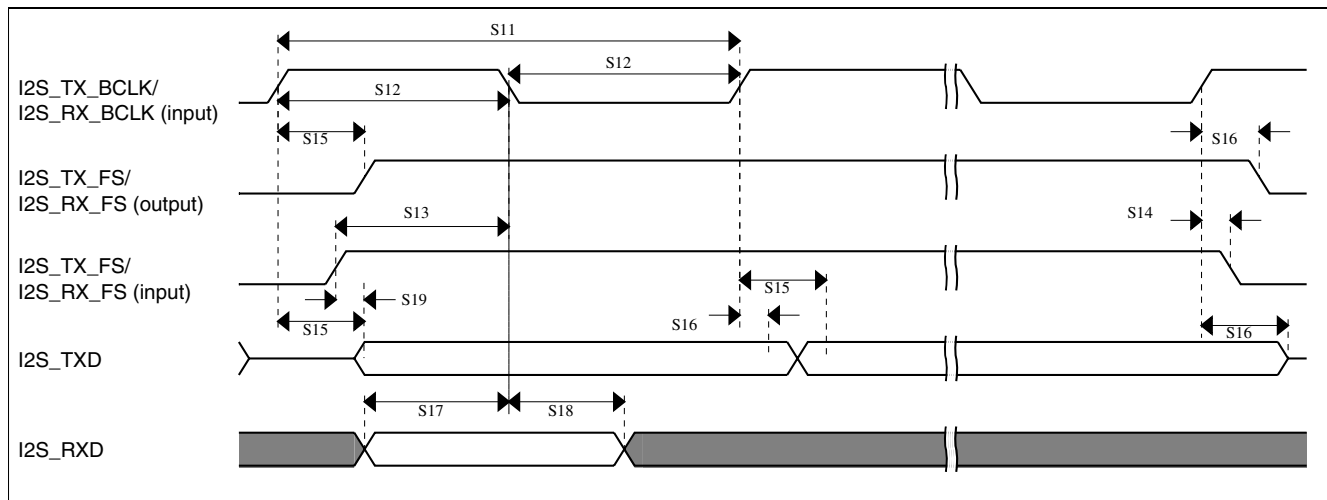 S11
I2S_TX_BCLK/
I2S_RX_BCLK (input)
S12
S12
S15
S16
I2S_TX_FS/
I2S_RX_FS (output)
S13
S14
I2S_TX_FS/
I2S_RX_FS (input)
S15
S19
S15
S16
S16
I2S_TXD
S17
S18
I2S_RXD